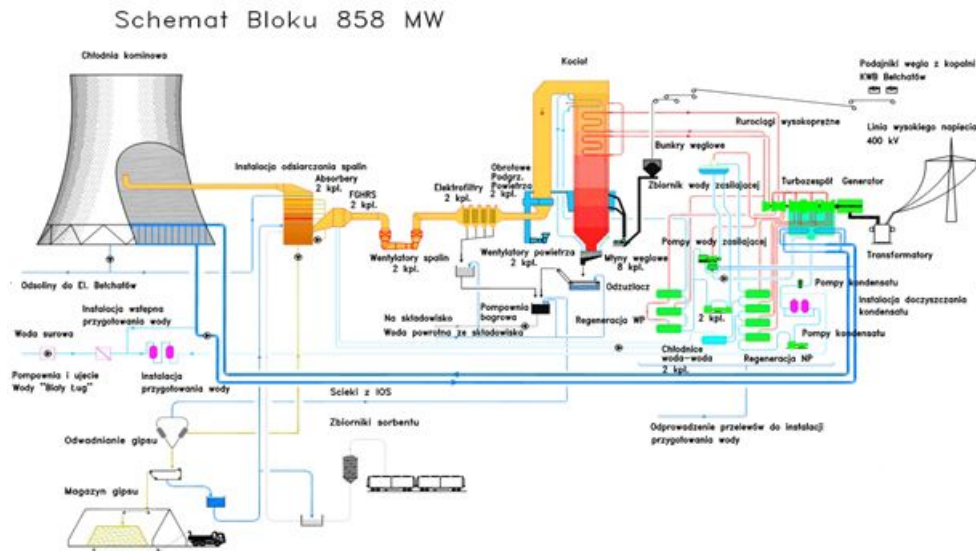 Schemat Bloku 858 MW
Chłodnia kominowa
Kocioł
Podajniki węgla z kopalni
KWB Bełchatów
Linia wysokiego napięcia
400 kV
Rurociągi wysokoprężne
Bunkry węglowe
Instalacja odsiarczania spalin
Absorbery
2 kpl.
FGHRS
2 kpl.
Elektrofiltry
2 kpl.
Obrotowe
Podgrz.
Powietrza
2 kpl.
Zbiornik wody zasilającej
Turbozespół
Generator
Wentylatory spalin
2 kpl.
Wentylatory powietrza
2 kpl.
Młyny węglowe
8 kpl.
Pompy wody zasilającej
Transformatory
Odsoliny do El. Bełchatów
Odżużlacz
Pompy kondensatu
Instalacja wstępna
przygotowania wody
Pompownia
bagrowa
Na składowisko
Woda powrotna ze składowiska
Regeneracja WP
2 kpl.
Instalacja doczyszczania
kondensatu
Pompy kondensatu
Woda surowa
Chłodnice
woda-woda
2 kpl.
Regeneracja NP
Pompownia i ujęcie
Wody "Biały Ług"
Instalacja
przygotowania wody
Ścieki z IOS
Zbiorniki sorbentu
Odprowadzenie przelewów do instalacji
przygotowania wody
Odwadnianie gipsu
Magazyn gipsu